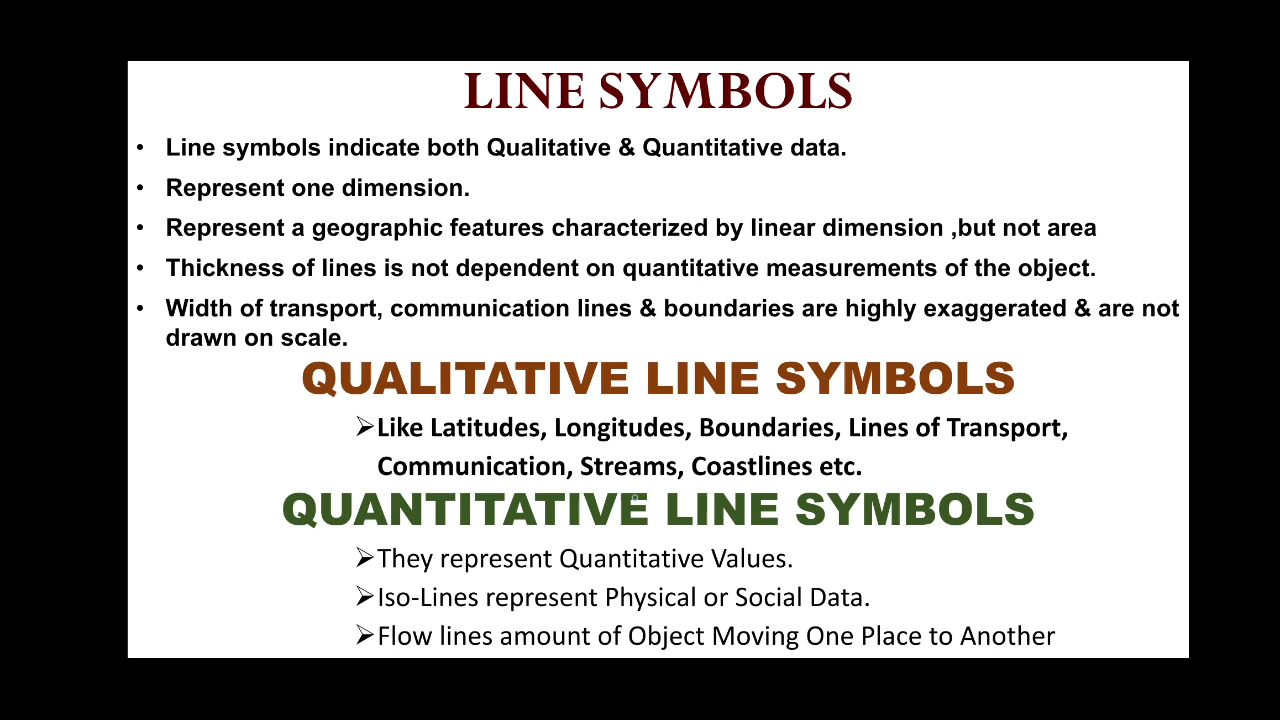 LINE SYMBOLS
• Line symbols indicate both Qualitative & Quantitative data.
• Represent one dimension.
• Represent a geographic features characterized by linear dimension ,but not area
• Thickness of lines is not dependent on quantitative measurements of the object.
• Width of transport, communication lines & boundaries are highly exaggerated & are not
drawn on scale.
QUALITATIVE LINE SYMBOLS
➢Like Latitudes, Longitudes, Boundaries, Lines of Transport,
Communication, Streams, Coastlines etc.
QUANTITATIVE LINE SYMBOLS
➢They represent Quantitative Values.
➢Iso-Lines represent Physical or Social Data.
➢Flow lines amount of Object Moving One Place to Another